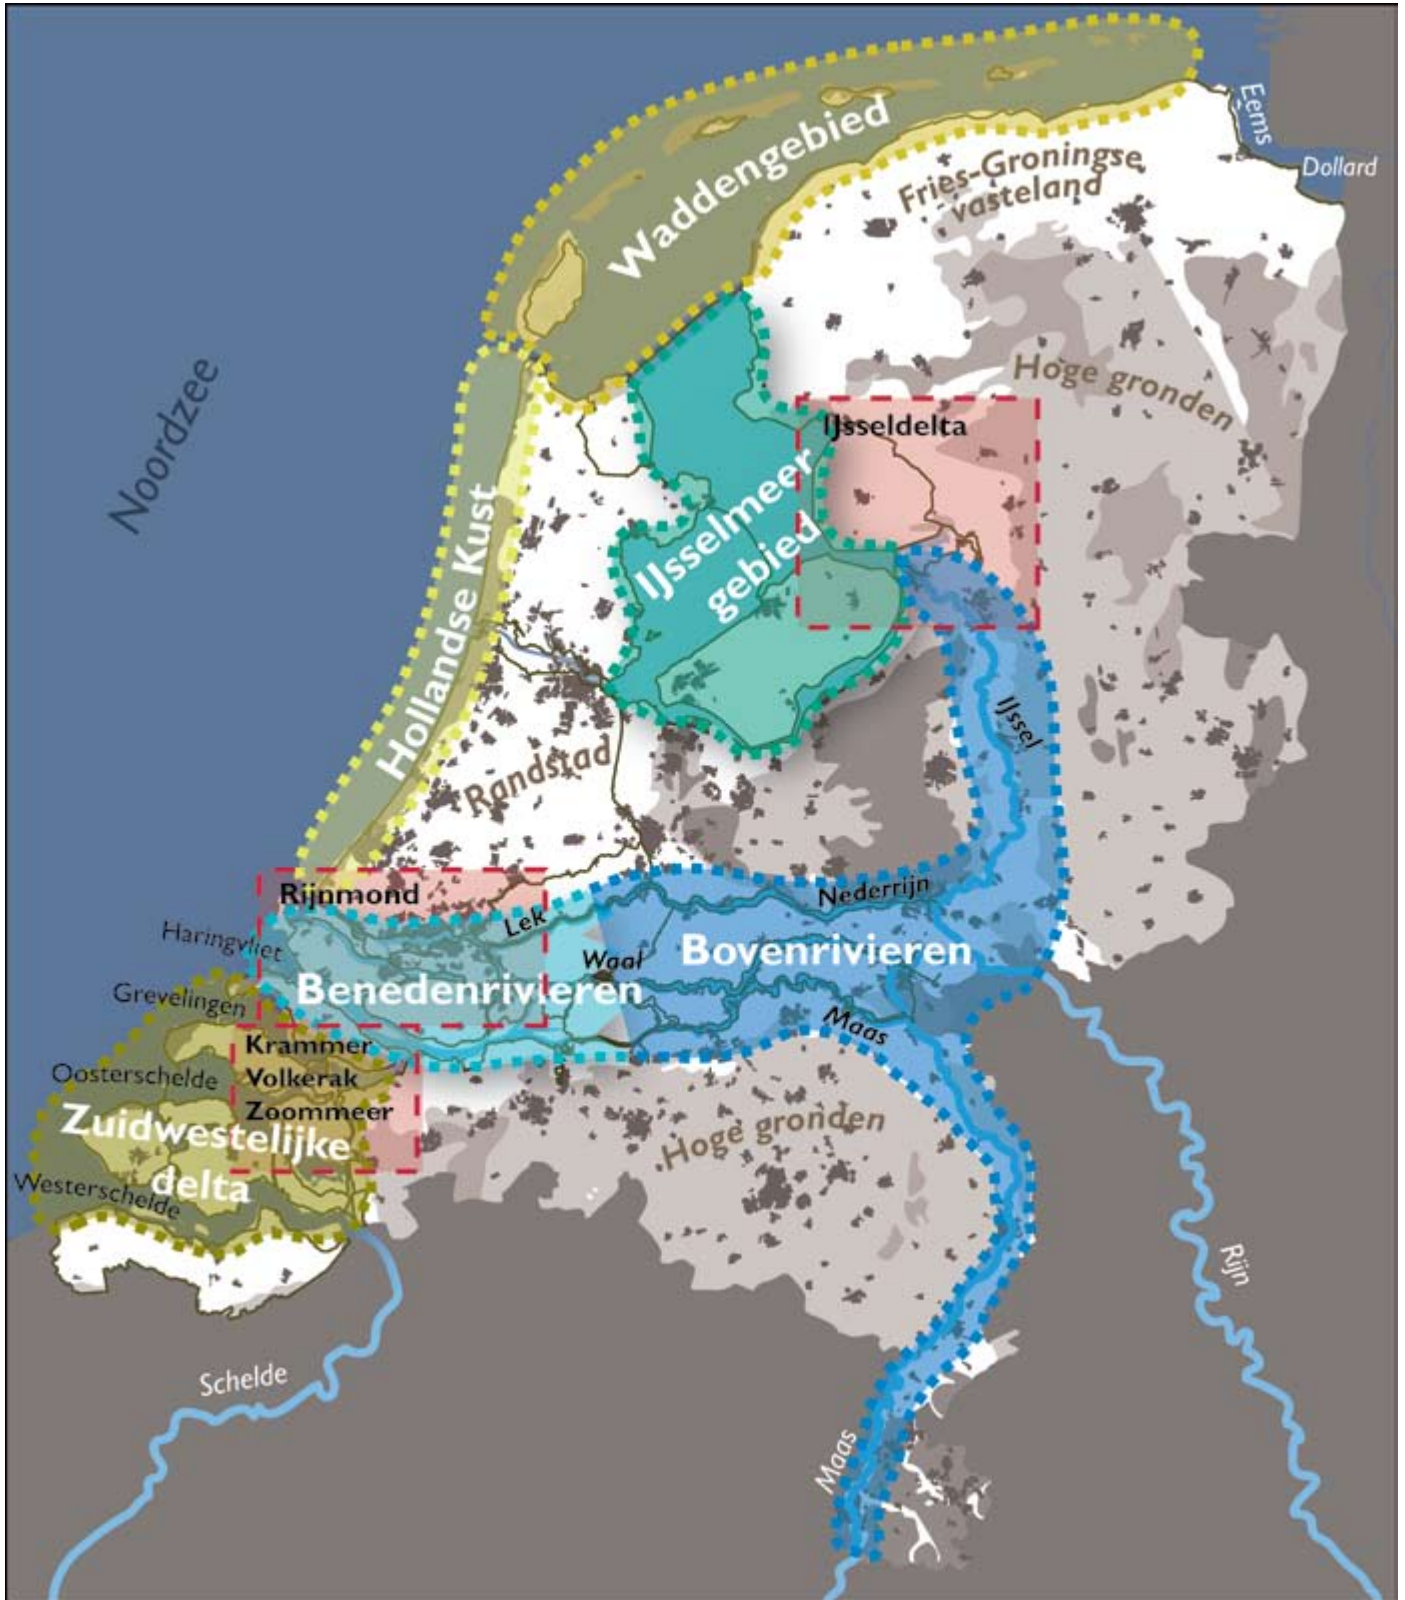 Eems
Dollard
Waddengebied
Fries-Groningse
vasteland
Hoge gronden
Noordzee
IJsseldelta
IJsselmeer
gebied
Hollandse Kust
IJssel
Randstad
Rijnmond
Nederrijn
Lek
Haringvliet
Waal
Bovenrivieren
Benedenrivieren
Grevelingen
Maas
Krammer
Volkerak
Zoommeer
Oosterschelde
Zuidwestelijke
delta
Hoge gronden
Westerschelde
Rijn
Schelde
Maas